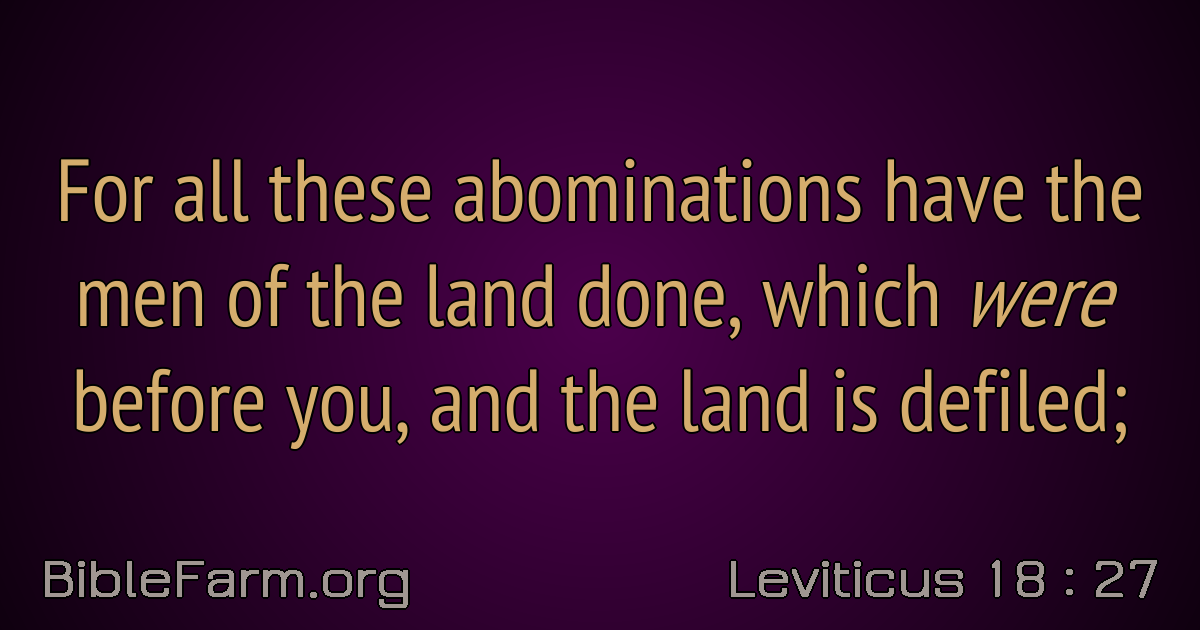 For all these abominations have the
men of the land done, which were
before you, and the land is defiled;
BibleFarm.org
Leviticus 18 : 27